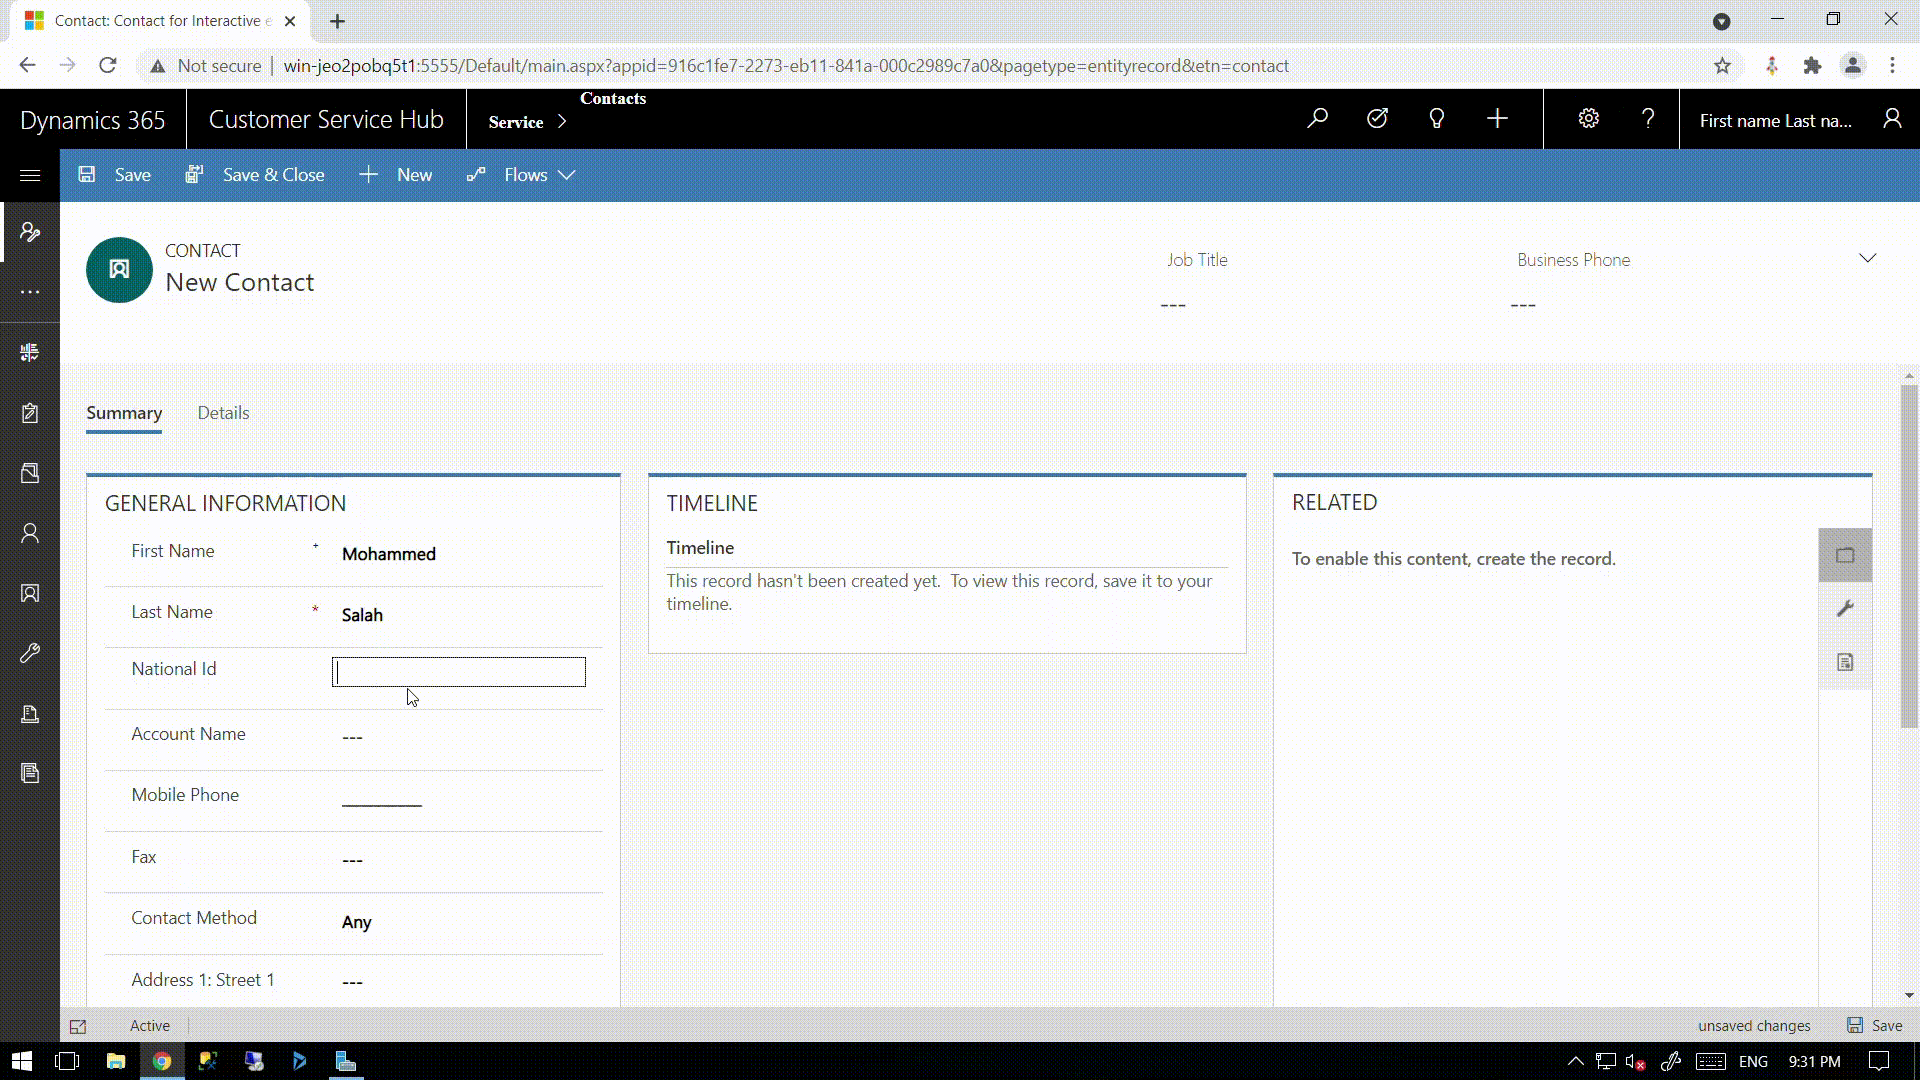 Contact: Contact for Interactive e
Not secure | win-jeo2pobq5t1:5555/Default/main.aspx?appid=916c1fe7-2273-eb11-841a-000c2989c7a0&pagetype=entityrecord&etn=contact
Dynamics 365
Customer Service Hub
Contacts
Service >
First name Last na...
Save
Save & Close
New
Flows
CONTACT
New Contact
Job Title
---
Business Phone
---
Summary
Details
GENERAL INFORMATION
First Name + Mohammed
Last Name * Salah
National Id
Account Name ---
Mobile Phone __________
Fax ---
Contact Method Any
Address 1: Street 1 ---
TIMELINE
Timeline
This record hasn't been created yet.  To view this record, save it to your
timeline.
RELATED
To enable this content, create the record.
Active
unsaved changes
Save
ENG
9:31 PM